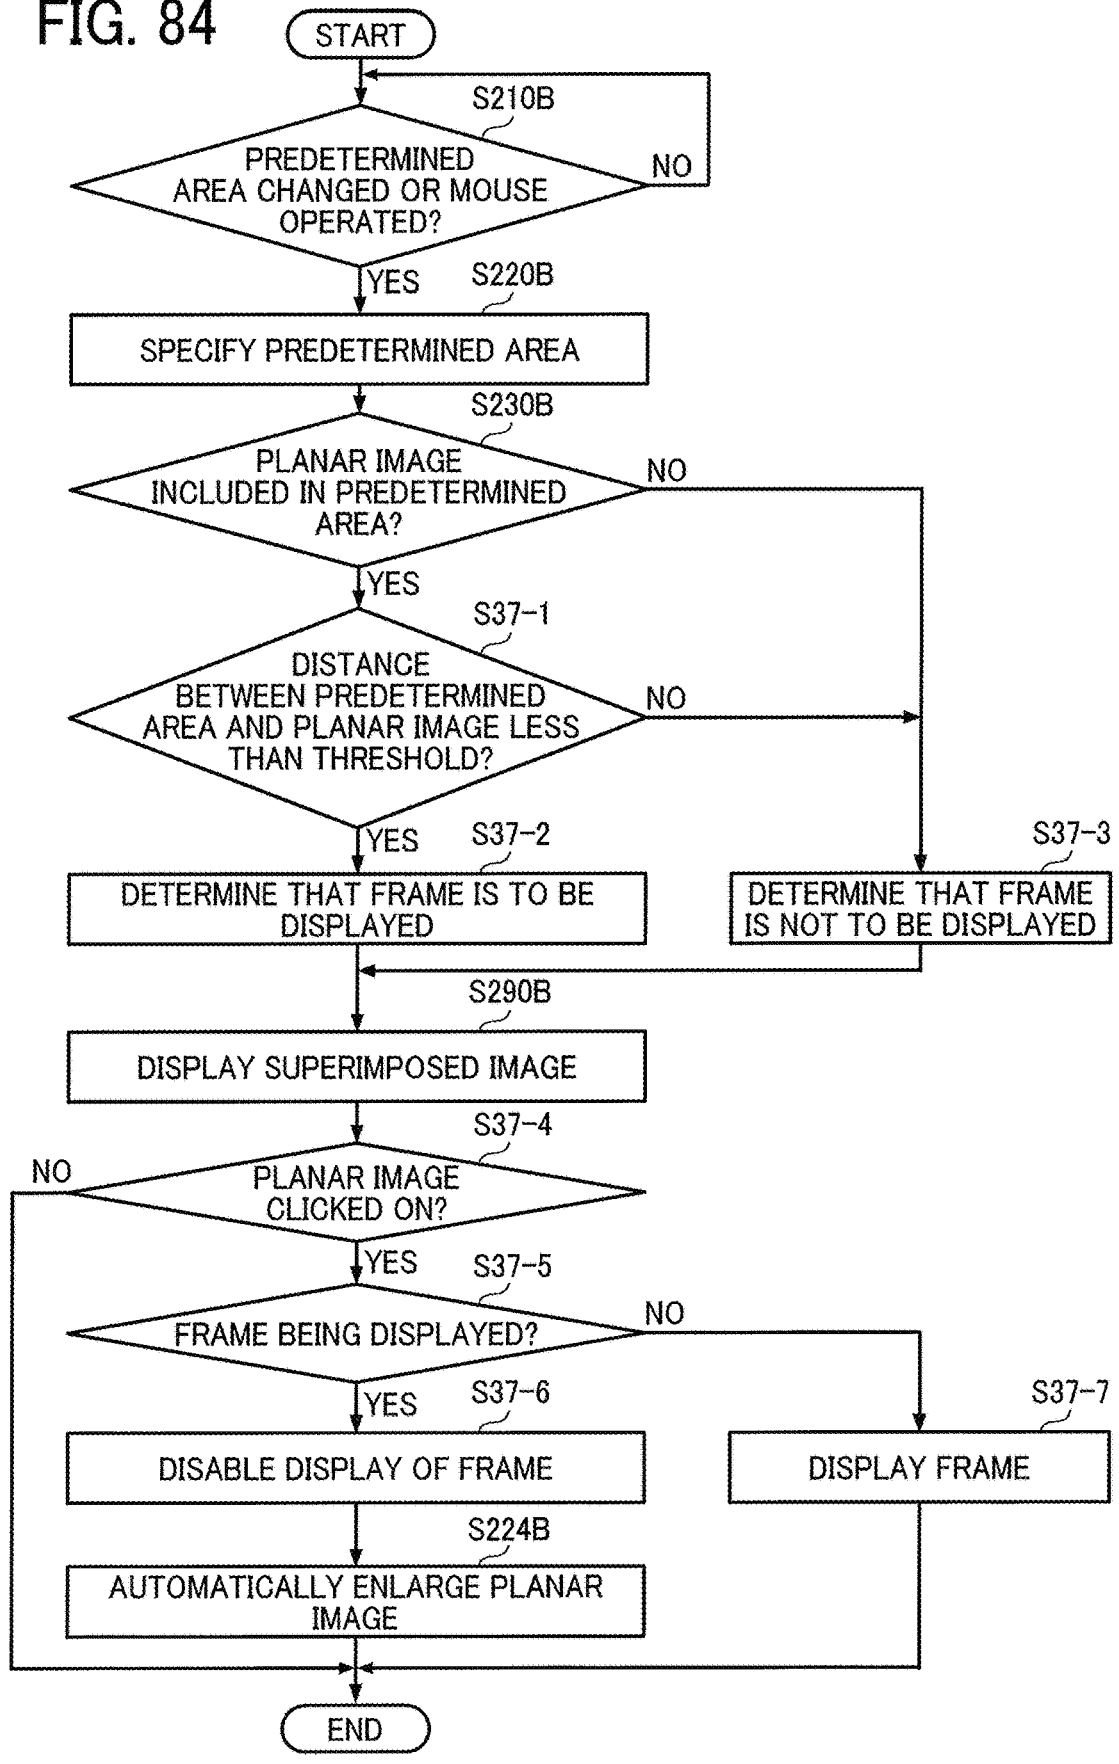 FIG. 84
START
S210B
PREDETERMINED
AREA CHANGED OR MOUSE
OPERATED?
NO
YES
S220B
SPECIFY PREDETERMINED AREA
S230B
PLANAR IMAGE
INCLUDED IN PREDETERMINED
AREA?
NO
YES
S37-1
DISTANCE
BETWEEN PREDETERMINED
AREA AND PLANAR IMAGE LESS
THAN THRESHOLD?
NO
YES
S37-2
DETERMINE THAT FRAME IS TO BE
DISPLAYED
S37-3
DETERMINE THAT FRAME
IS NOT TO BE DISPLAYED
S290B
DISPLAY SUPERIMPOSED IMAGE
S37-4
PLANAR IMAGE
CLICKED ON?
NO
YES
S37-5
FRAME BEING DISPLAYED?
NO
YES
S37-6
DISABLE DISPLAY OF FRAME
S37-7
DISPLAY FRAME
S224B
AUTOMATICALLY ENLARGE PLANAR
IMAGE
END